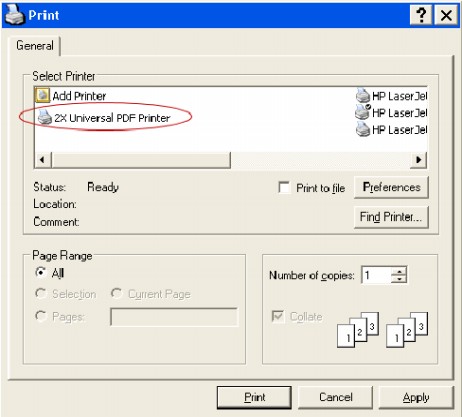 Print
General
Select Printer
Add Printer
HP LaserJet
2X Universal PDF Printer
HP LaserJet
HP LaserJet
Status: Ready
Print to file
Preferences
Location:
Comment:
Find Printer...
Page Range
All
Number of copies: 1
Selection
Current Page
Pages:
Collate
1 2 3
1 2 3
Print
Cancel
Apply